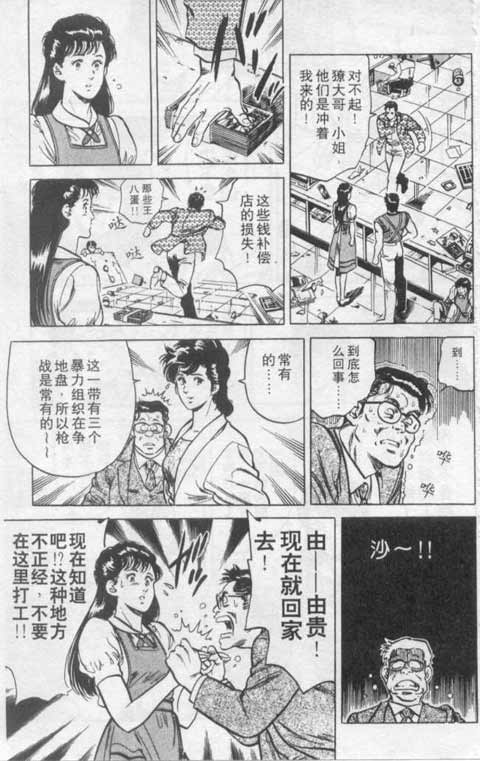 对不起！
獠大哥，小姐，
他们是冲着
我来的！
这些钱补偿
店的损失！
那些王
八蛋！！
哒
哒
到……
到底怎
么回事……
哗
哗
常有
的……
这一带有三个
暴力组织在争
地盘，所以枪
战是常有的～～
沙～！！
由——由贵！
现在就回家
去！
现在知道
吧！？这种地方
不正经，不要
在这里打工！！